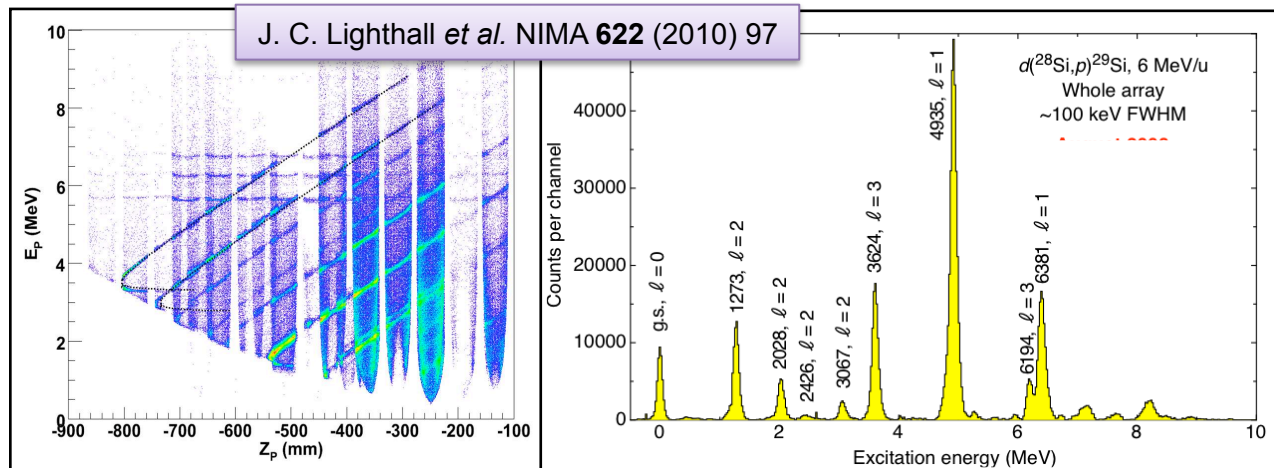 J. C. Lighthall et al. NIMA 622 (2010) 97
10
8
6
4
2
0
E_P (MeV)
-900 -800 -700 -600 -500 -400 -300 -200 -100
Z_P (mm)
40000
30000
20000
10000
0
Counts per channel
g.s., ℓ = 0
1273, ℓ = 2
2028, ℓ = 2
2426, ℓ = 2
3067, ℓ = 2
3624, ℓ = 3
4935, ℓ = 1
6194, ℓ = 3
6381, ℓ = 1
d(²⁸Si,p)²⁹Si, 6 MeV/u
Whole array
~100 keV FWHM
0 2 4 6 8 10
Excitation energy (MeV)